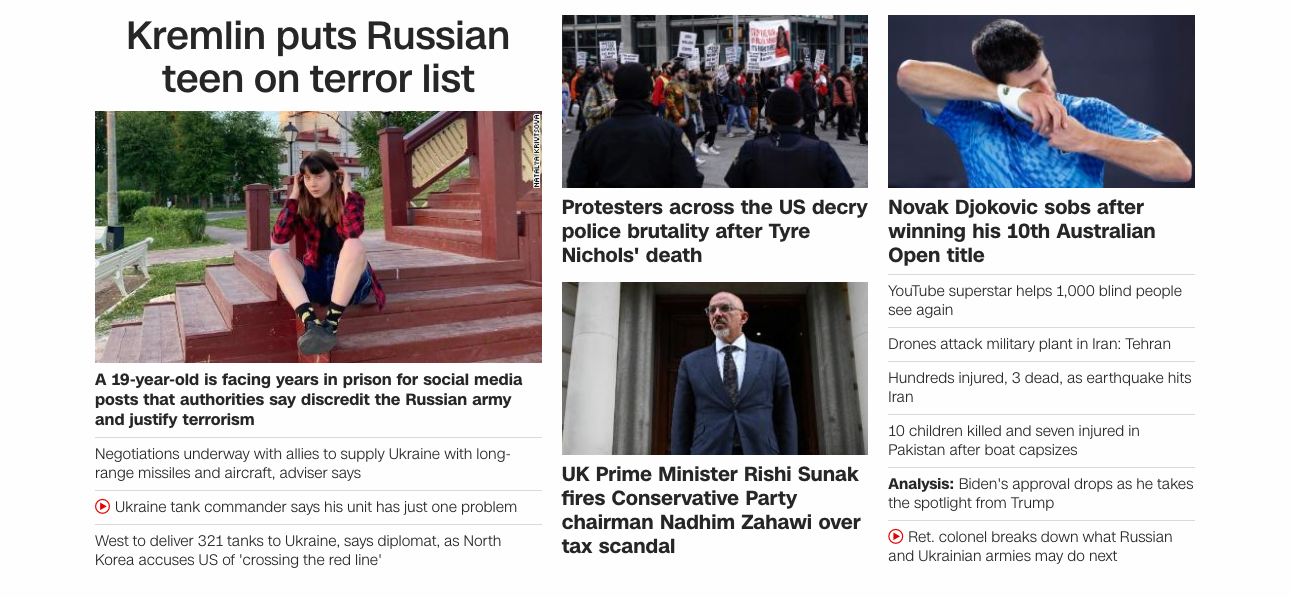 Kremlin puts Russian
teen on terror list
NATALYA KRIVTSOVA
A 19-year-old is facing years in prison for social media
posts that authorities say discredit the Russian army
and justify terrorism
Negotiations underway with allies to supply Ukraine with long-
range missiles and aircraft, adviser says
Ukraine tank commander says his unit has just one problem
West to deliver 321 tanks to Ukraine, says diplomat, as North
Korea accuses US of 'crossing the red line'
Protesters across the US decry
police brutality after Tyre
Nichols' death
UK Prime Minister Rishi Sunak
fires Conservative Party
chairman Nadhim Zahawi over
tax scandal
Novak Djokovic sobs after
winning his 10th Australian
Open title
YouTube superstar helps 1,000 blind people
see again
Drones attack military plant in Iran: Tehran
Hundreds injured, 3 dead, as earthquake hits
Iran
10 children killed and seven injured in
Pakistan after boat capsizes
Analysis: Biden's approval drops as he takes
the spotlight from Trump
Ret. colonel breaks down what Russian
and Ukrainian armies may do next